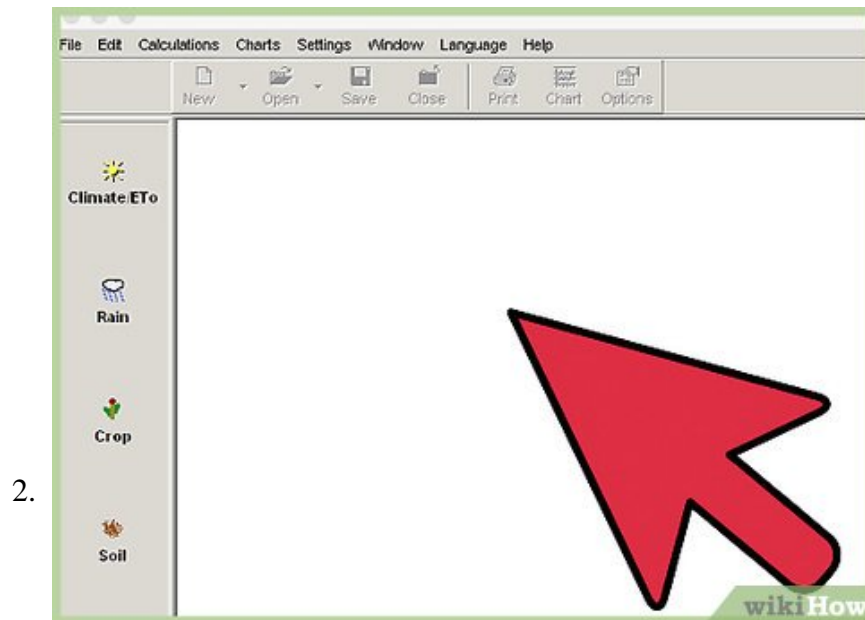 File Edit Calculations Charts Settings Window Language Help
New Open Save Close Print Chart Options
Climate/ETo
Rain
Crop
2.
Soil
wikiHow